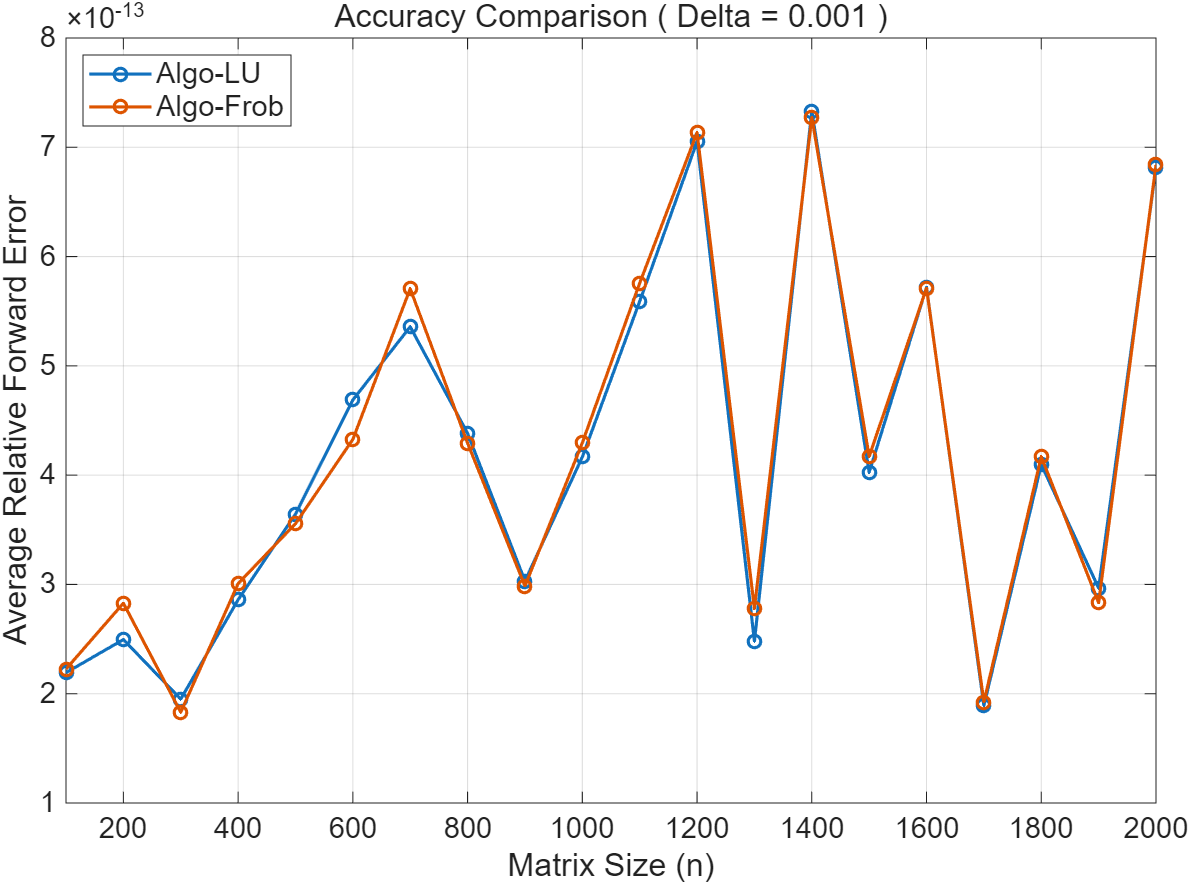 ×10⁻¹³
Accuracy Comparison ( Delta = 0.001 )
Algo-LU
Algo-Frob
8
7
6
5
4
3
2
1
Average Relative Forward Error
200 400 600 800 1000 1200 1400 1600 1800 2000
Matrix Size (n)